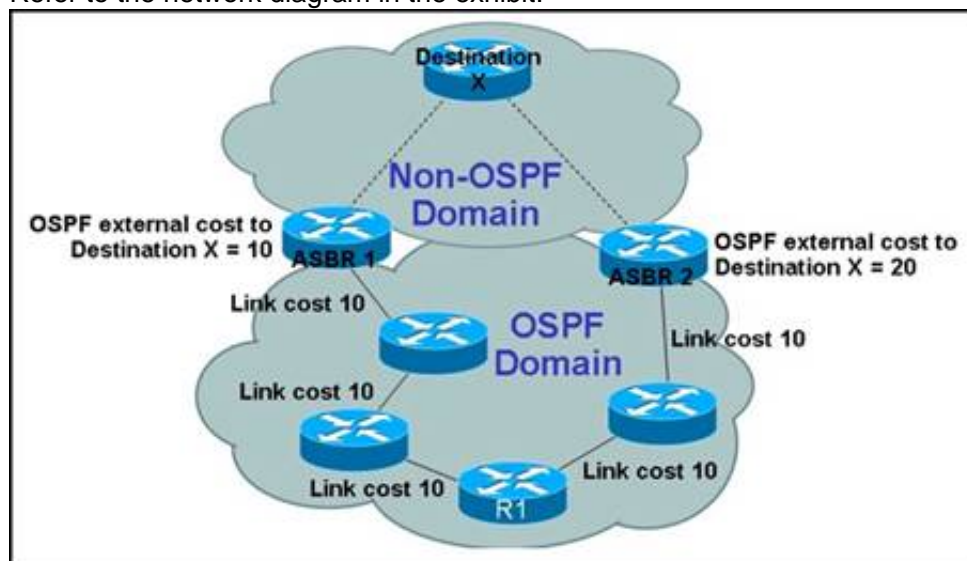 Refer to the network diagram in the exhibit.
Destination
X
Non-OSPF
Domain
OSPF external cost to
Destination X = 10
ASBR 1
OSPF external cost to
Destination X = 20
ASBR 2
Link cost 10
OSPF
Domain
Link cost 10
Link cost 10
Link cost 10
Link cost 10
R1